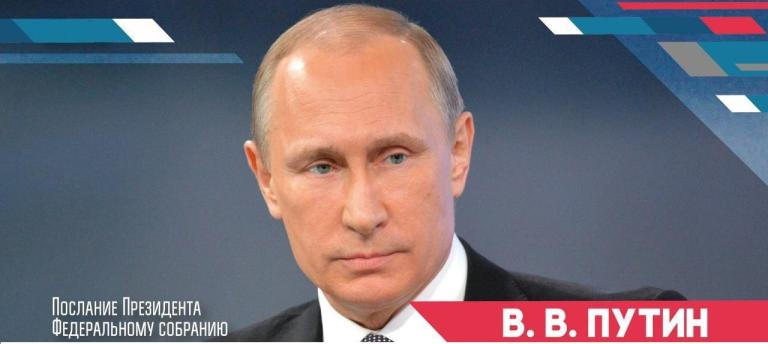 Послание Президента
Федеральному собранию
В. В. ПУТИН